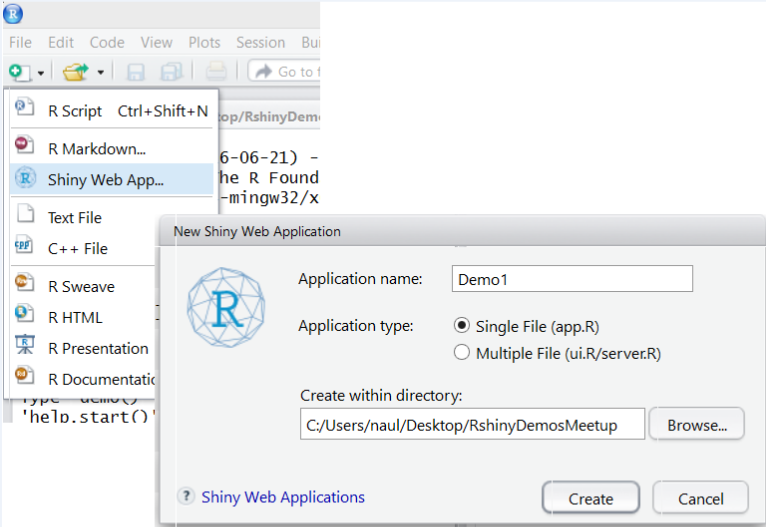 R
File Edit Code View Plots Session Bui
Go to f
R Script Ctrl+Shift+N
top/RshinyDemo
R Markdown...
6-06-21) -
Shiny Web App...
he R Found
-mingw32/x
Text File
C++ File
R Sweave
R HTML
R Presentation
R Documentatic
Type 'demo()'
'help.start()'
New Shiny Web Application
R
Application name: Demo1
Application type: Single File (app.R)
Multiple File (ui.R/server.R)
Create within directory:
C:/Users/naul/Desktop/RshinyDemosMeetup Browse...
? Shiny Web Applications Create Cancel